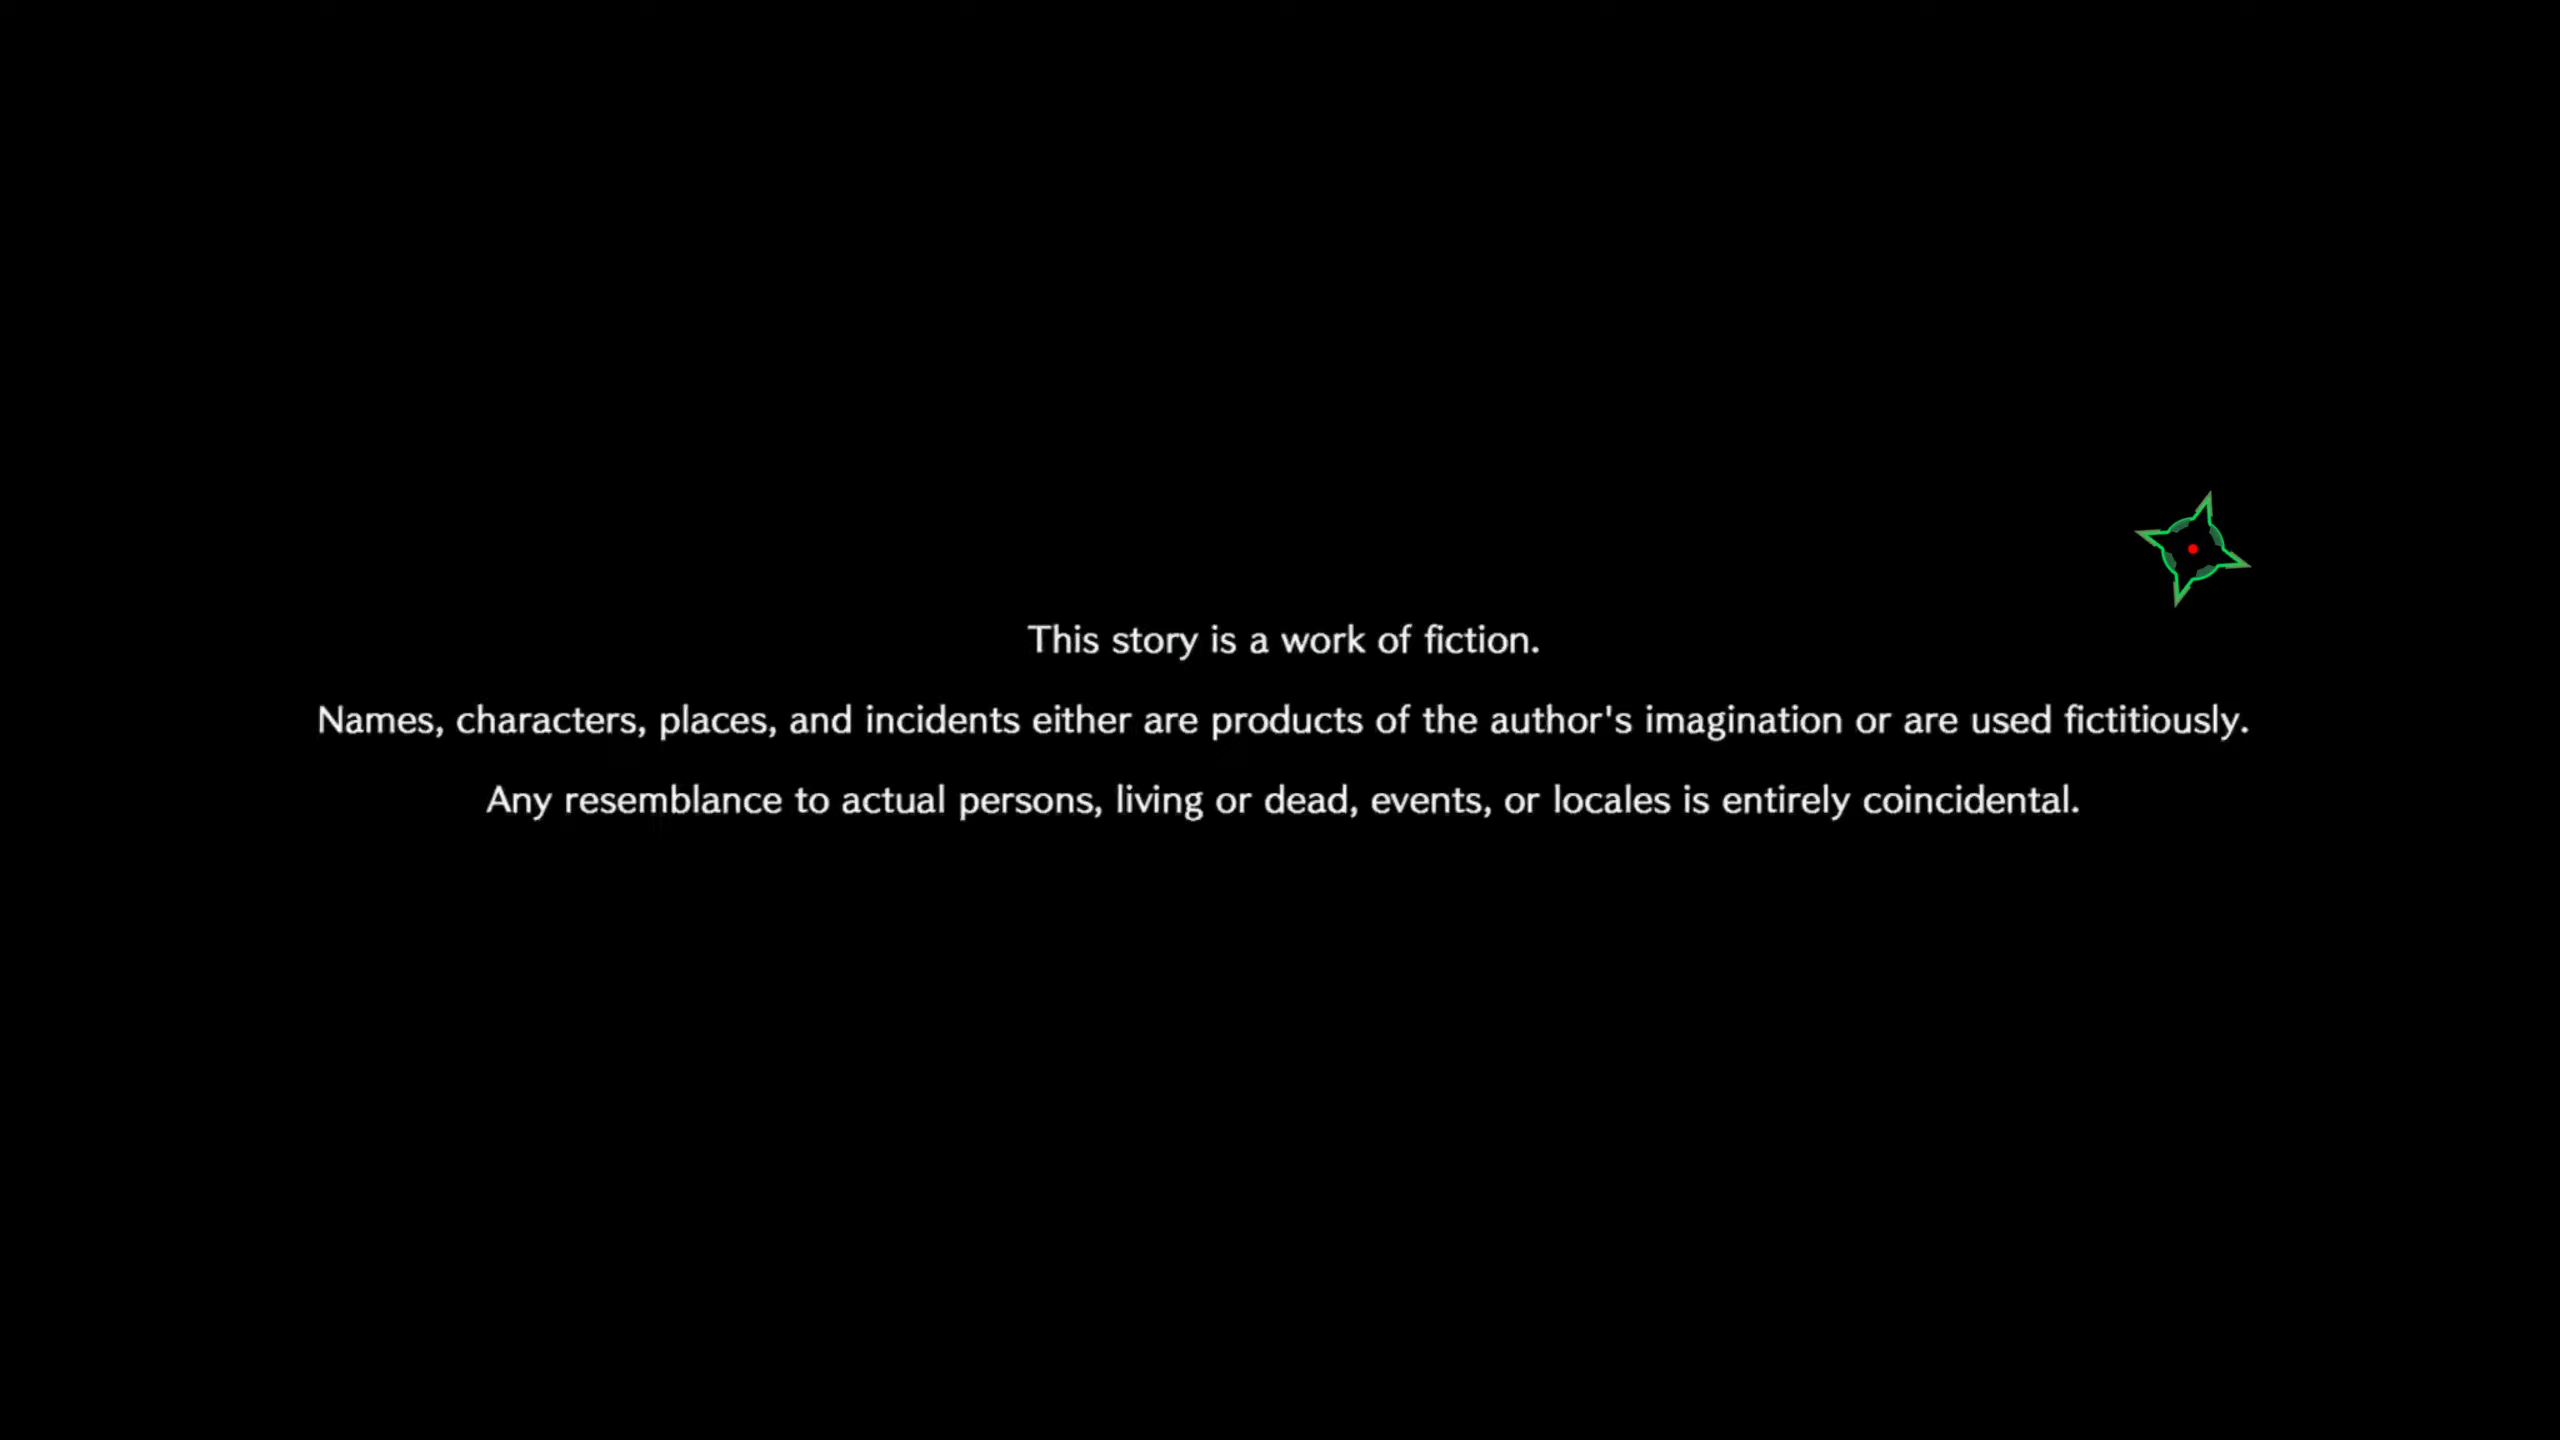 This story is a work of fiction.
Names, characters, places, and incidents either are products of the author's imagination or are used fictitiously.
Any resemblance to actual persons, living or dead, events, or locales is entirely coincidental.